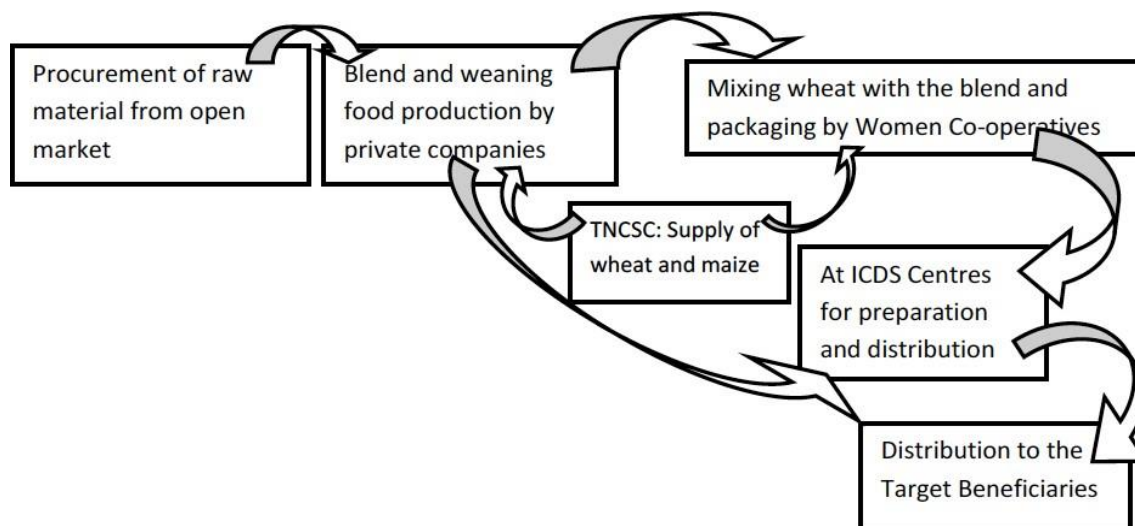 Procurement of raw
material from open
market
Blend and weaning
food production by
private companies
Mixing wheat with the blend and
packaging by Women Co-operatives
TNCSC: Supply of
wheat and maize
At ICDS Centres
for preparation
and distribution
Distribution to the
Target Beneficiaries